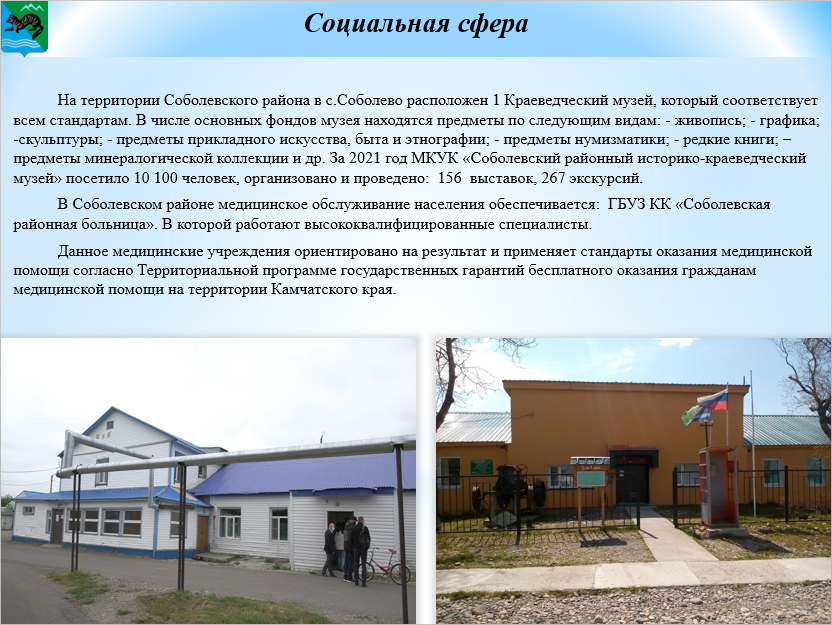 Социальная сфера
На территории Соболевского района в с.Соболево расположен 1 Краеведческий музей, который соответствует
всем стандартам. В числе основных фондов музея находятся предметы по следующим видам: - живопись; - графика;
-скульптуры; - предметы прикладного искусства, быта и этнографии; - предметы нумизматики; - редкие книги; –
предметы минералогической коллекции и др. За 2021 год МКУК «Соболевский районный историко-краеведческий
музей» посетило 10 100 человек, организовано и проведено: 156 выставок, 267 экскурсий.
В Соболевском районе медицинское обслуживание населения обеспечивается: ГБУЗ КК «Соболевская
районная больница». В которой работают высококвалифицированные специалисты.
Данное медицинские учреждения ориентировано на результат и применяет стандарты оказания медицинской
помощи согласно Территориальной программе государственных гарантий бесплатного оказания гражданам
медицинской помощи на территории Камчатского края.